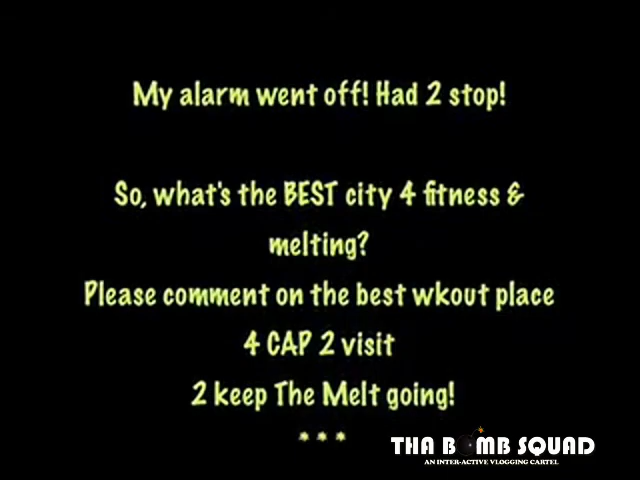 My alarm went off! Had 2 stop!
So, what's the BEST city 4 fitness &
melting?
Please comment on the best wkout place
4 CAP 2 visit
2 keep The Melt going!
* * *
THA BOMB SQUAD
AN INTER-ACTIVE VLOGGING CARTEL